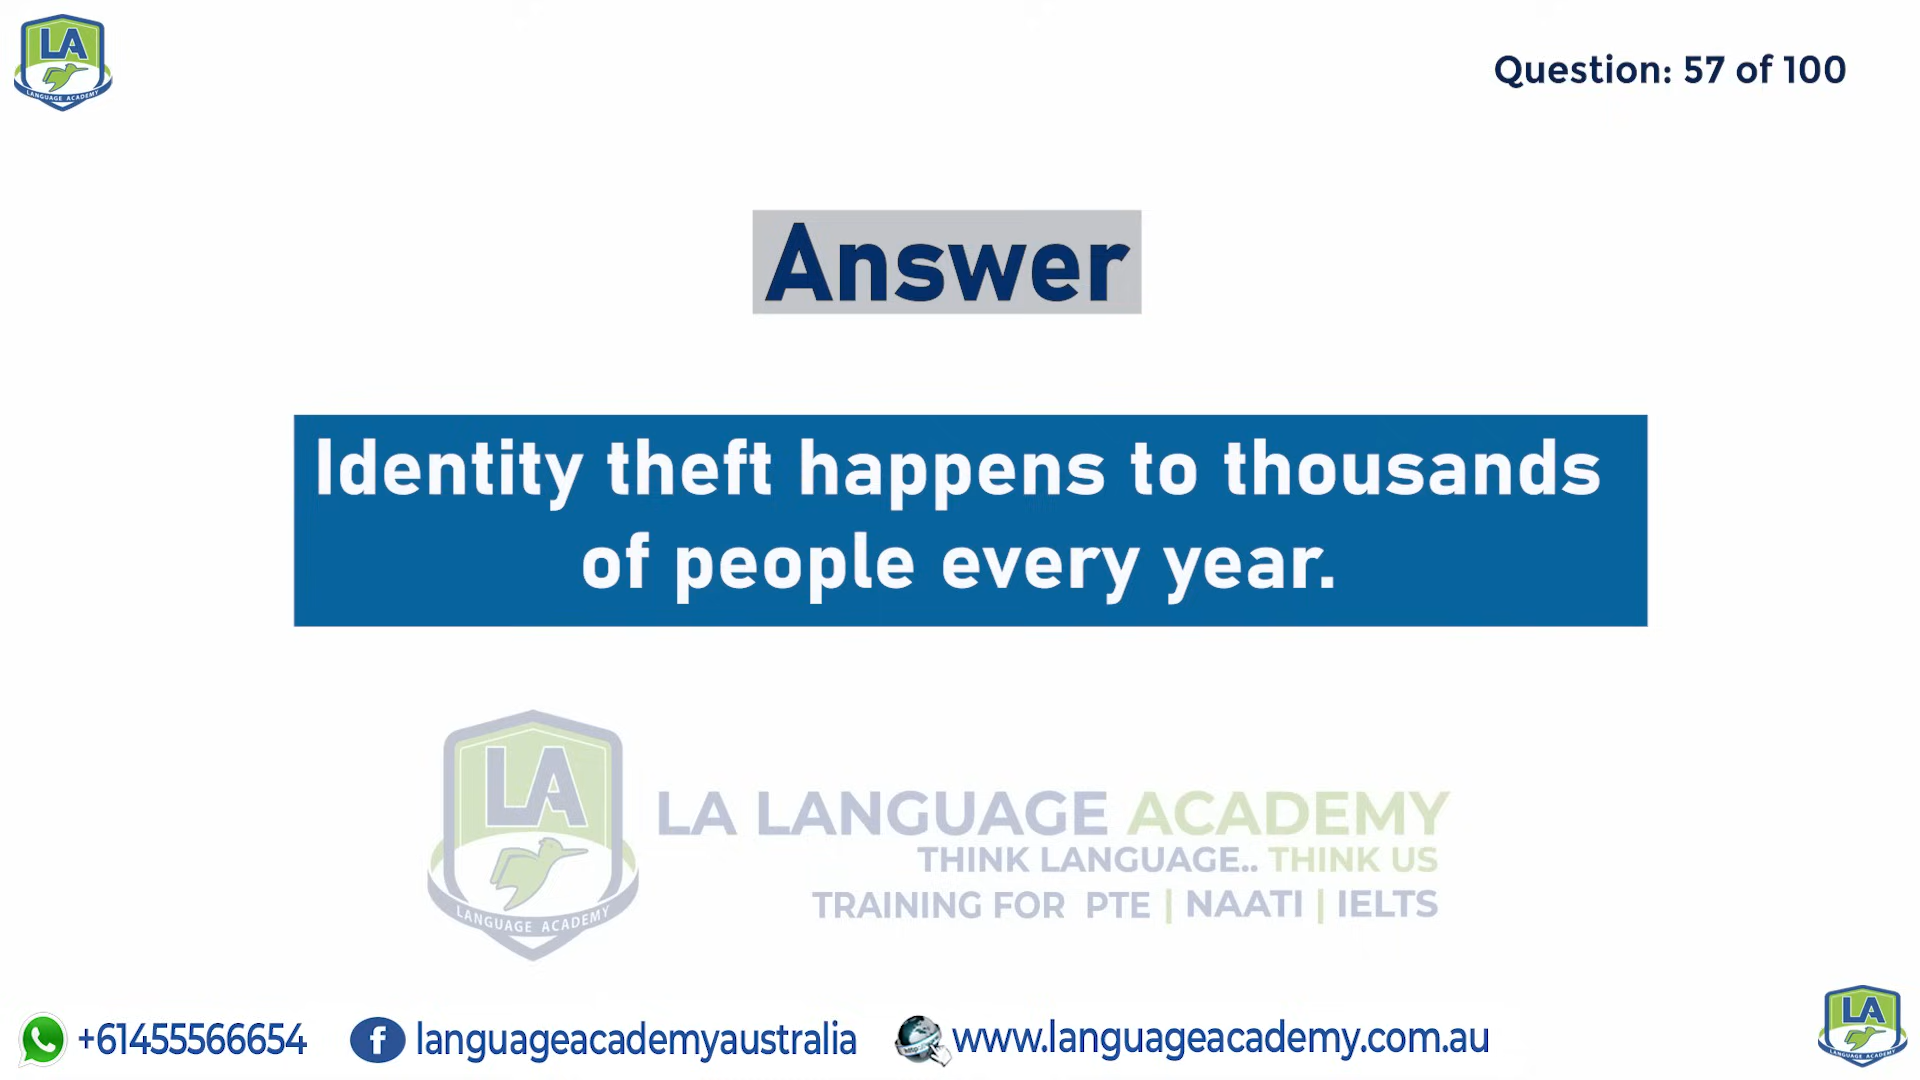 LA
LANGUAGE ACADEMY
Question: 57 of 100
Answer
Identity theft happens to thousands
of people every year.
LA
LANGUAGE ACADEMY
LA LANGUAGE ACADEMY
THINK LANGUAGE.. THINK US
TRAINING FOR PTE | NAATI | IELTS
+61455566654
f languageacademyaustralia
www.languageacademy.com.au
LA
LANGUAGE ACADEMY